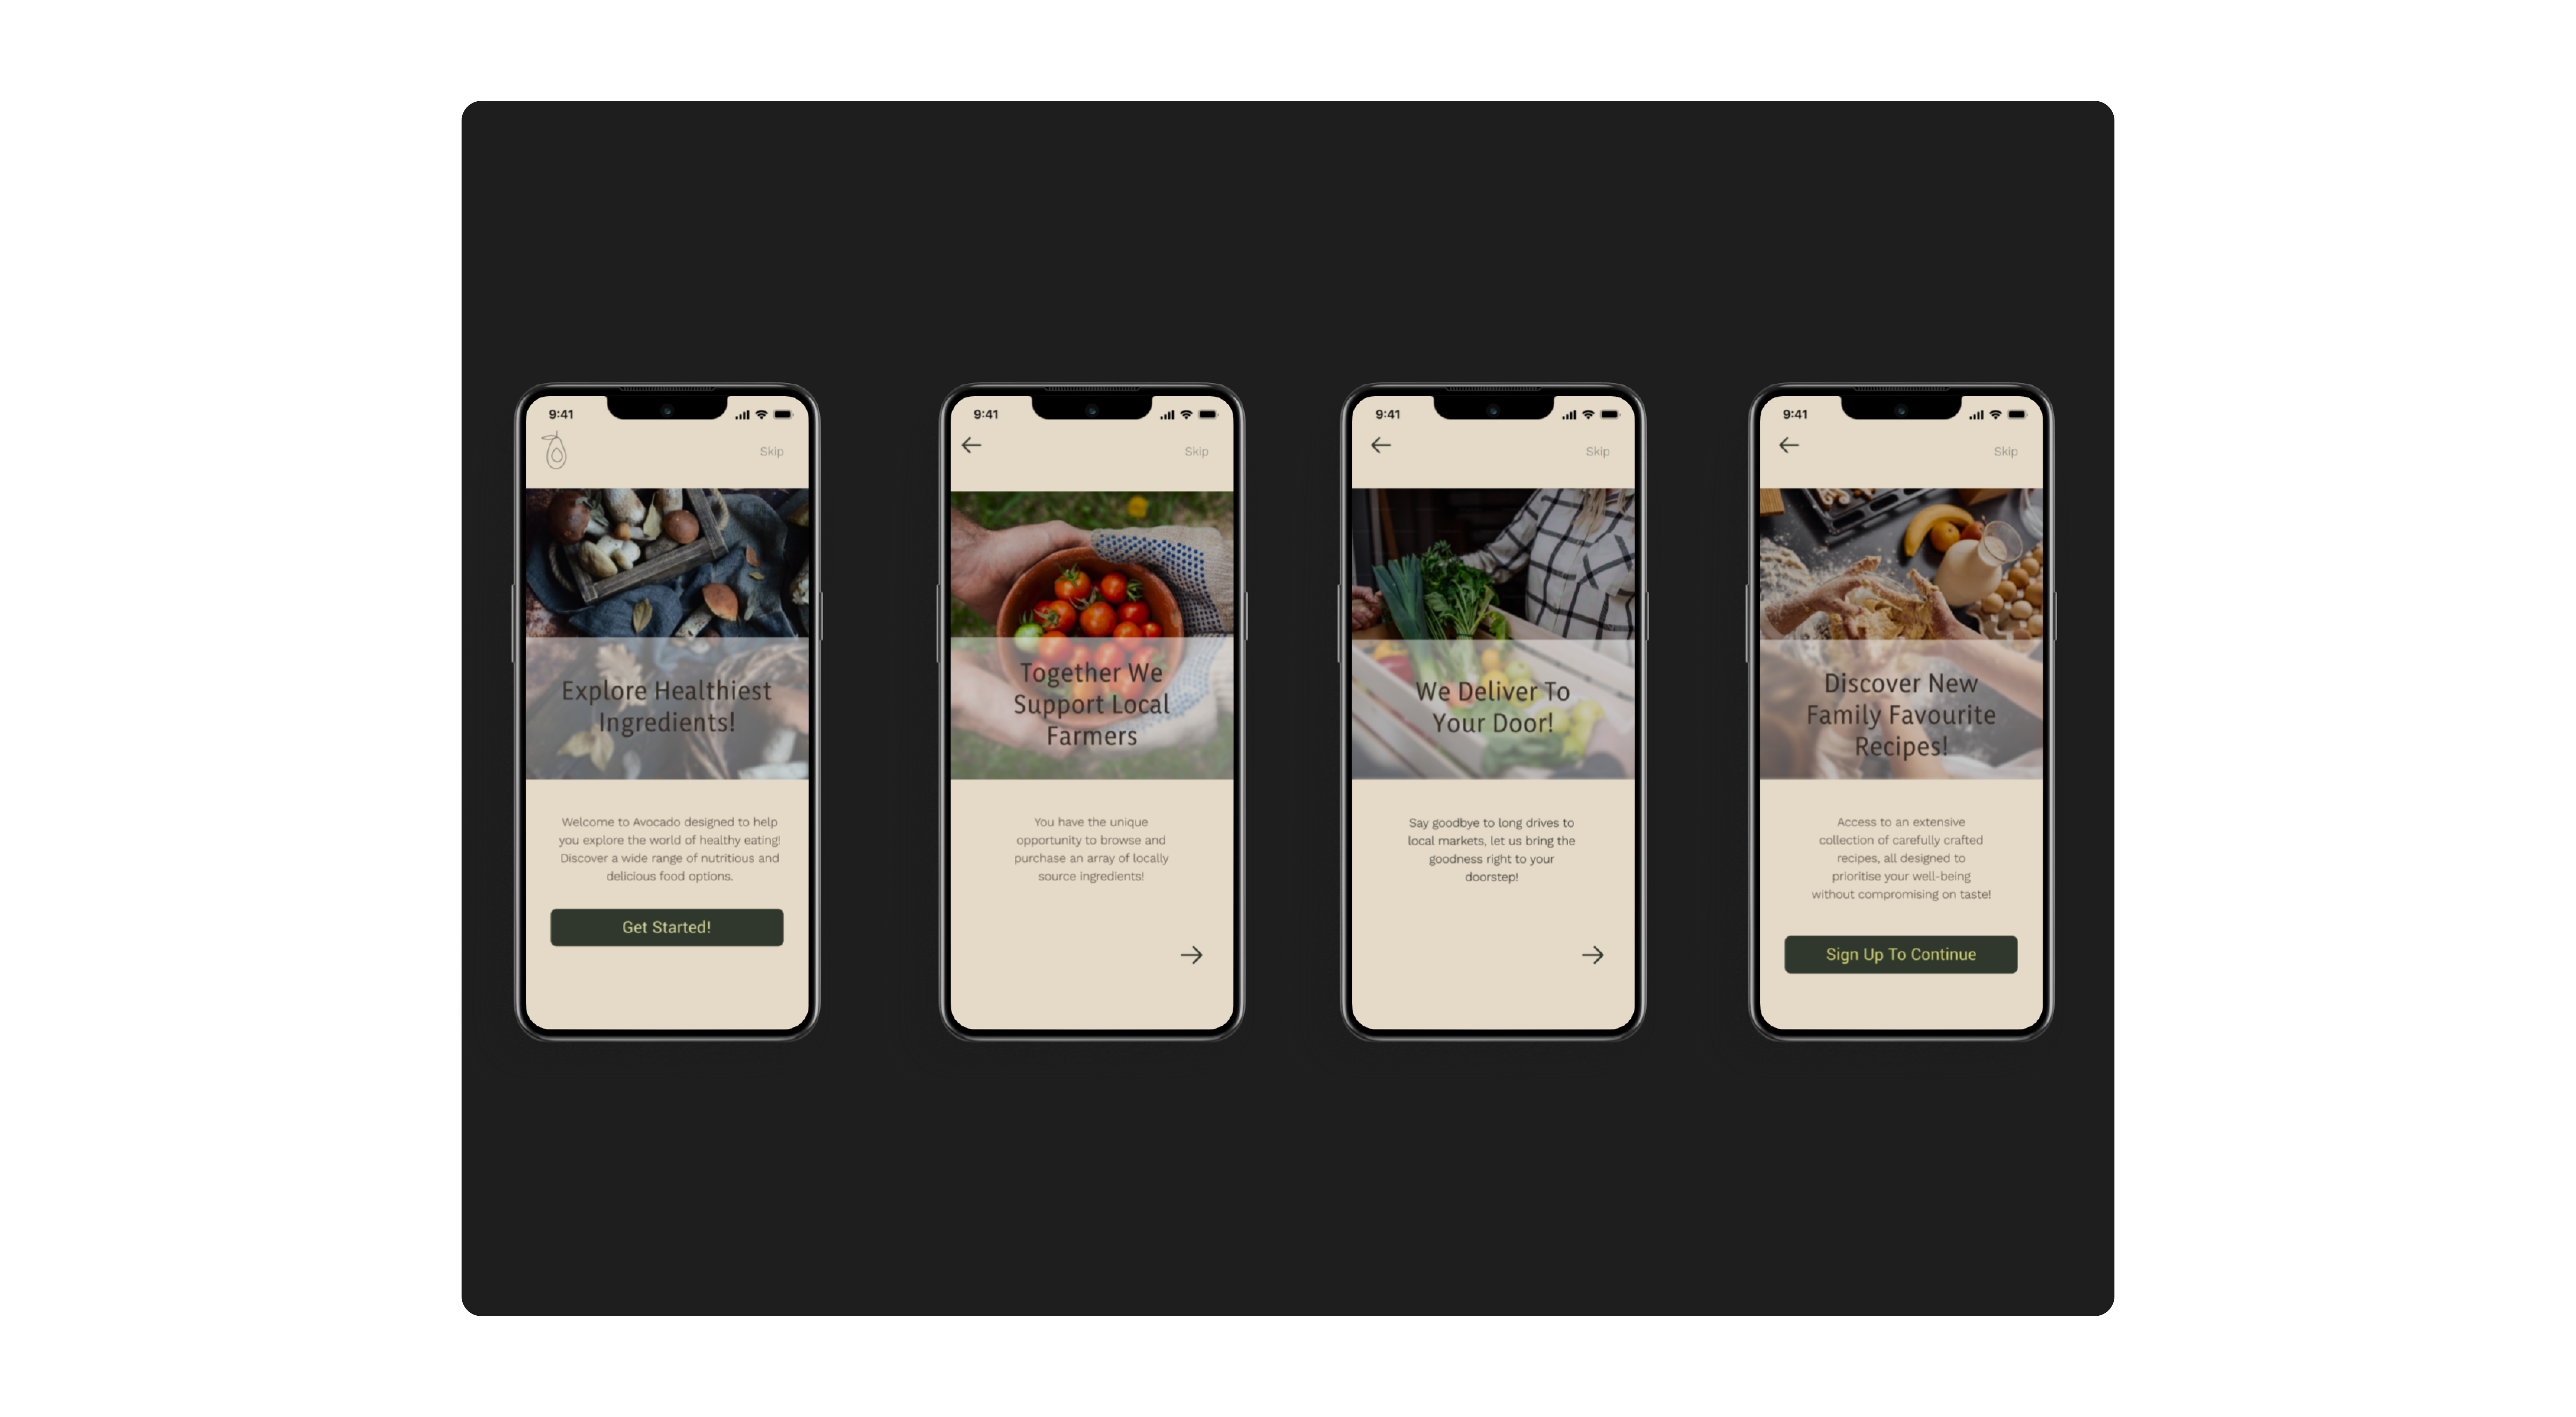 9:41
Skip
Explore Healthiest
Ingredients!
Welcome to Avocado designed to help
you explore the world of healthy eating!
Discover a wide range of nutritious and
delicious food options.
Get Started!
9:41
Skip
Together We
Support Local
Farmers
You have the unique
opportunity to browse and
purchase an array of locally
source ingredients!
9:41
Skip
We Deliver To
Your Door!
Say goodbye to long drives to
local markets, let us bring the
goodness right to your
doorstep!
9:41
Skip
Discover New
Family Favourite
Recipes!
Access to an extensive
collection of carefully crafted
recipes, all designed to
prioritise your well-being
without compromising on taste!
Sign Up To Continue